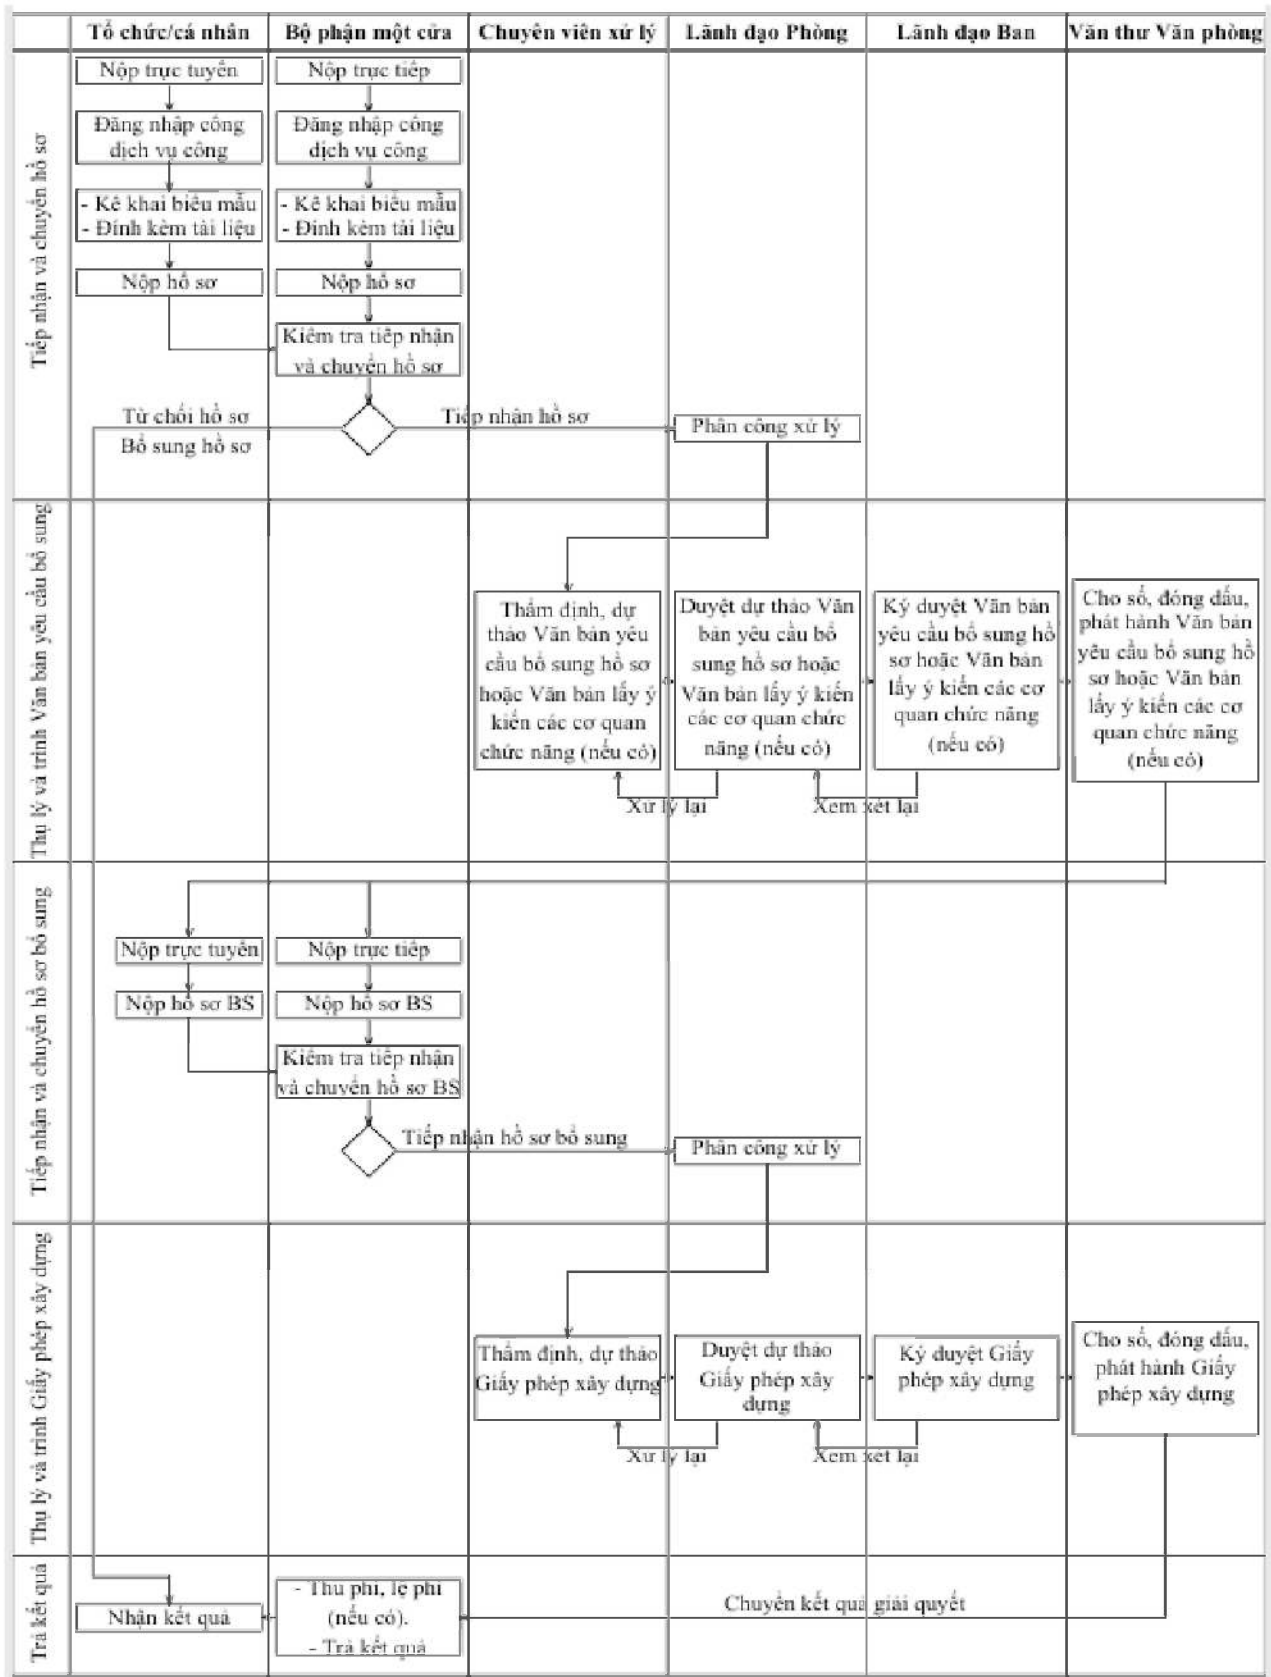 Tổ chức/cá nhân
Bộ phận một cửa
Chuyên viên xử lý
Lãnh đạo Phòng
Lãnh đạo Ban
Văn thư Văn phòng
Tiếp nhận và chuyển hồ sơ
Nộp trực tuyến
Nộp trực tiếp
Đăng nhập cổng
dịch vụ công
Đăng nhập cổng
dịch vụ công
- Kê khai biểu mẫu
- Đính kèm tài liệu
- Kê khai biểu mẫu
- Đính kèm tài liệu
Nộp hồ sơ
Nộp hồ sơ
Kiểm tra tiếp nhận
và chuyển hồ sơ
Từ chối hồ sơ
Bổ sung hồ sơ
Tiếp nhận hồ sơ
Phân công xử lý
Thụ lý và trình Văn bản yêu cầu bổ sung
Thẩm định, dự
thảo Văn bản yêu
cầu bổ sung hồ sơ
hoặc Văn bản lấy ý
kiến các cơ quan
chức năng (nếu có)
Duyệt dự thảo Văn
bản yêu cầu bổ
sung hồ sơ hoặc
Văn bản lấy ý kiến
các cơ quan chức
năng (nếu có)
Ký duyệt Văn bản
yêu cầu bổ sung hồ
sơ hoặc Văn bản
lấy ý kiến các cơ
quan chức năng
(nếu có)
Cho số, đóng dấu,
phát hành Văn bản
yêu cầu bổ sung hồ
sơ hoặc Văn bản
lấy ý kiến các cơ
quan chức năng
(nếu có)
Xử lý lại
Xem xét lại
Tiếp nhận và chuyển hồ sơ bổ sung
Nộp trực tuyến
Nộp trực tiếp
Nộp hồ sơ BS
Nộp hồ sơ BS
Kiểm tra tiếp nhận
và chuyển hồ sơ BS
Tiếp nhận hồ sơ bổ sung
Phân công xử lý
Thụ lý và trình Giấy phép xây dựng
Thẩm định, dự thảo
Giấy phép xây dựng
Duyệt dự thảo
Giấy phép xây
dựng
Ký duyệt Giấy
phép xây dựng
Cho số, đóng dấu,
phát hành Giấy
phép xây dựng
Xử lý lại
Xem xét lại
Trả kết quả
Nhận kết quả
- Thu phí, lệ phí
(nếu có).
- Trả kết quả
Chuyển kết quả giải quyết